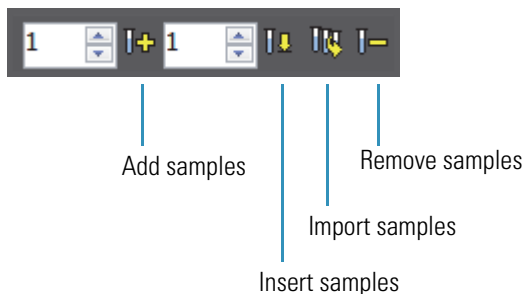 1 1
Add samples
Remove samples
Import samples
Insert samples